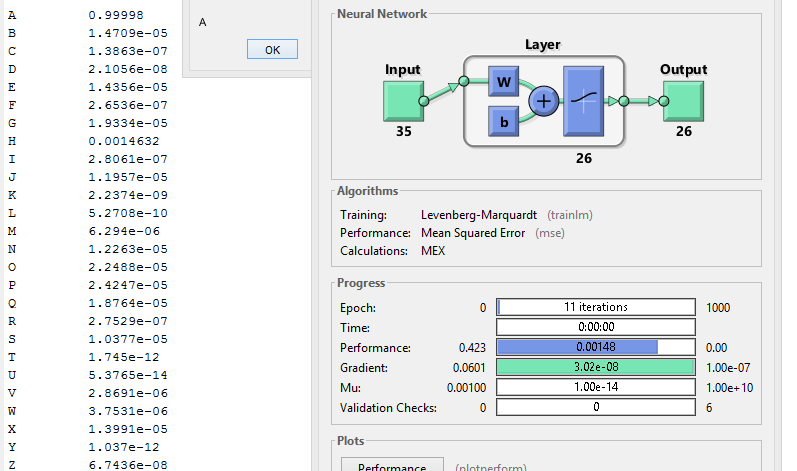 A 0.99998
B 1.4709e-05
C 1.3863e-07
D 2.1056e-08
E 1.4356e-05
F 2.6536e-07
G 1.9334e-05
H 0.0014632
I 2.8061e-07
J 1.1957e-05
K 2.2374e-09
L 5.2708e-10
M 6.294e-06
N 1.2263e-05
O 2.2488e-05
P 2.4247e-05
Q 1.8764e-05
R 2.7529e-07
S 1.0377e-05
T 1.745e-12
U 5.3765e-14
V 2.8691e-06
W 3.7531e-06
X 1.3991e-05
Y 1.037e-12
Z 6.7436e-08
A
OK
Neural Network
Layer
Input
Output
W
b
+
35
26
26
Algorithms
Training: Levenberg-Marquardt (trainlm)
Performance: Mean Squared Error (mse)
Calculations: MEX
Progress
Epoch: 0 11 iterations 1000
Time: 0:00:00
Performance: 0.423 0.00148 0.00
Gradient: 0.0601 3.02e-08 1.00e-07
Mu: 0.00100 1.00e-14 1.00e+10
Validation Checks: 0 0 6
Plots
Performance (plotperform)